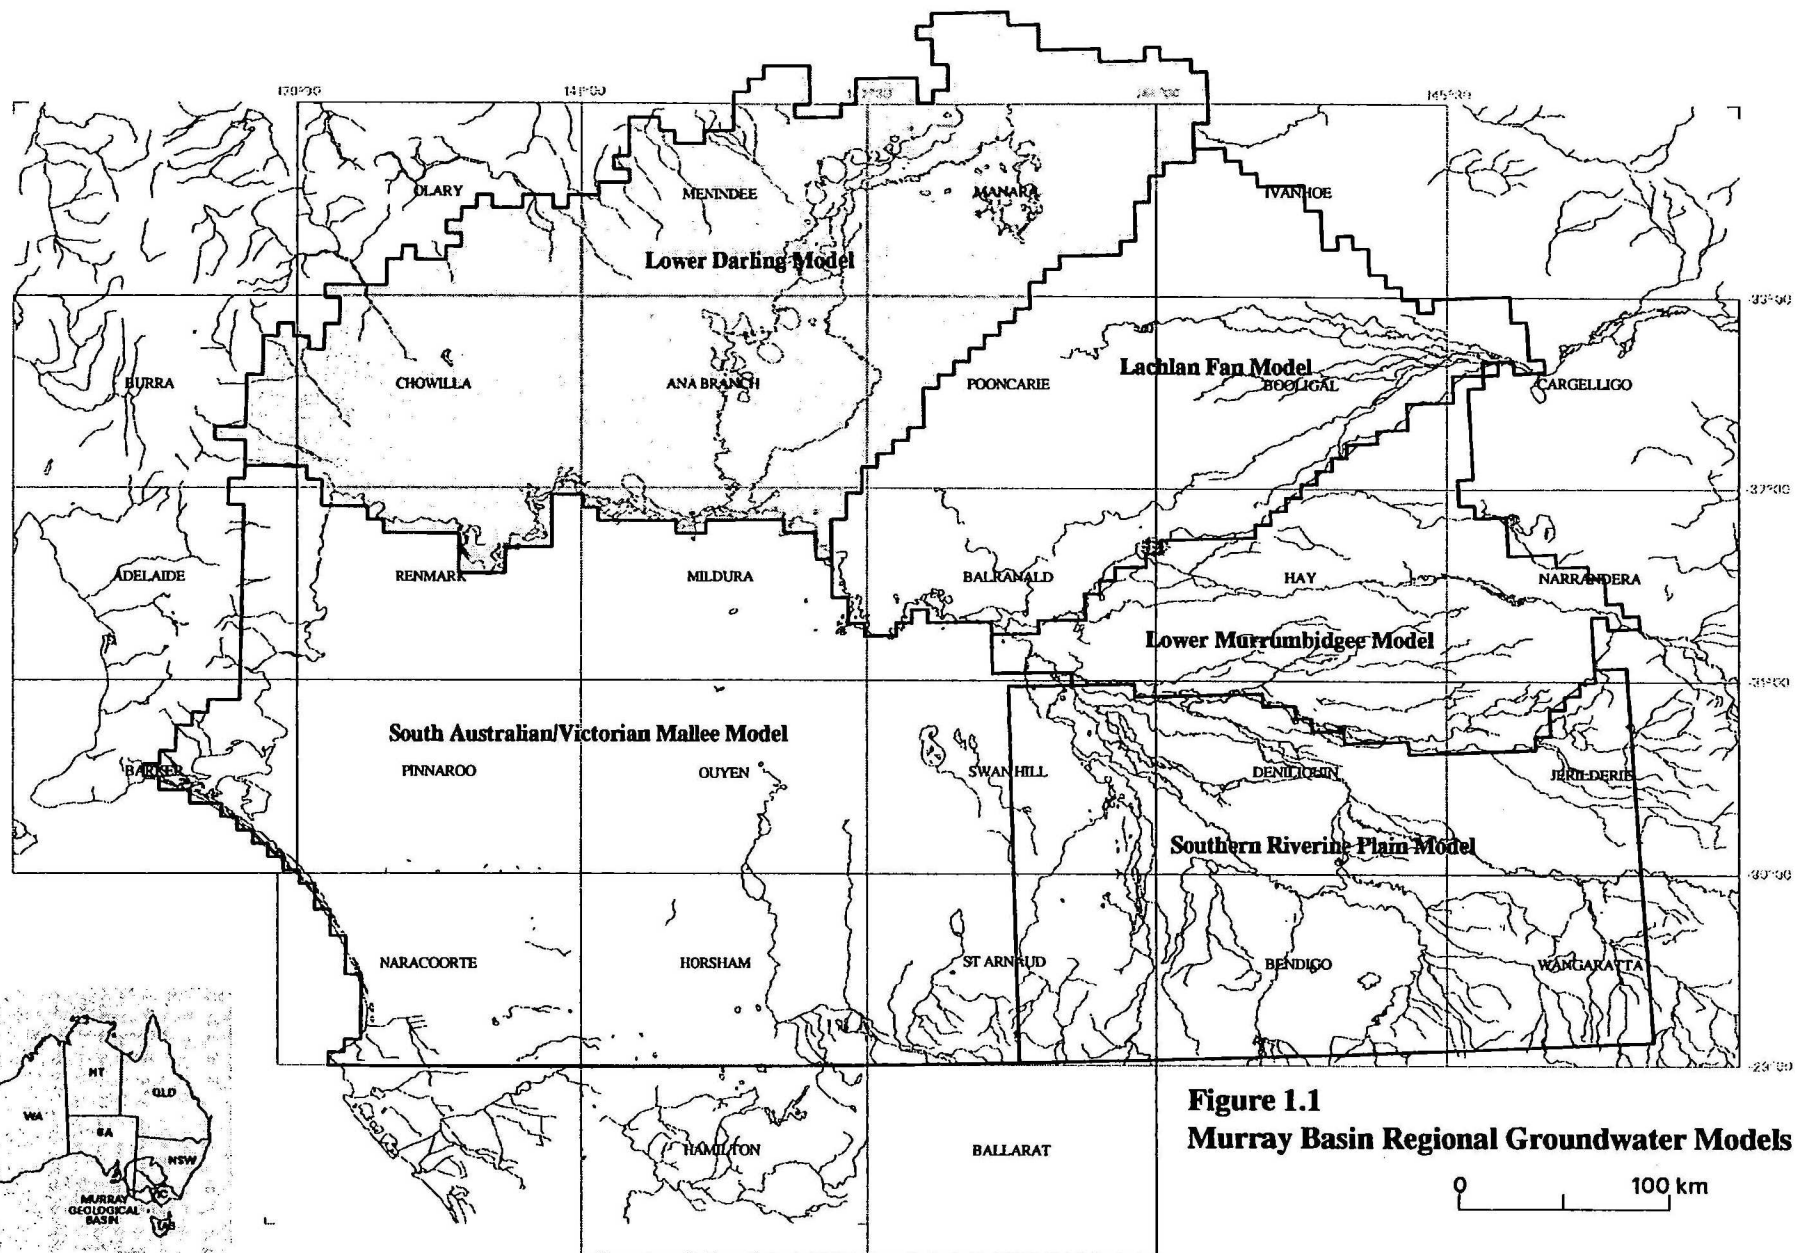 141°00
OLARY
MENINDEE
MANARA
IVANHOE
Lower Darling Model
BURRA
CHOWILLA
ANA BRANCH
POONCARIE
Lachlan Fan Model
BOOLIGAL
CARGELLIGO
ADELAIDE
RENMARK
MILDURA
BALRANALD
HAY
NARRANDERA
Lower Murrumbidgee Model
South Australian/Victorian Mallee Model
BARKER
PINNAROO
OUYEN
SWAN HILL
DENILIQUIN
JERILDERIE
Southern Riverine Plain Model
NARACOORTE
HORSHAM
ST ARNAUD
BENDIGO
WANGARATTA
NT
QLD
WA
SA
NSW
MURRAY
GEOLOGICAL
BASIN
TAS
HAMILTON
BALLARAT
Figure 1.1
Murray Basin Regional Groundwater Models
0 100 km